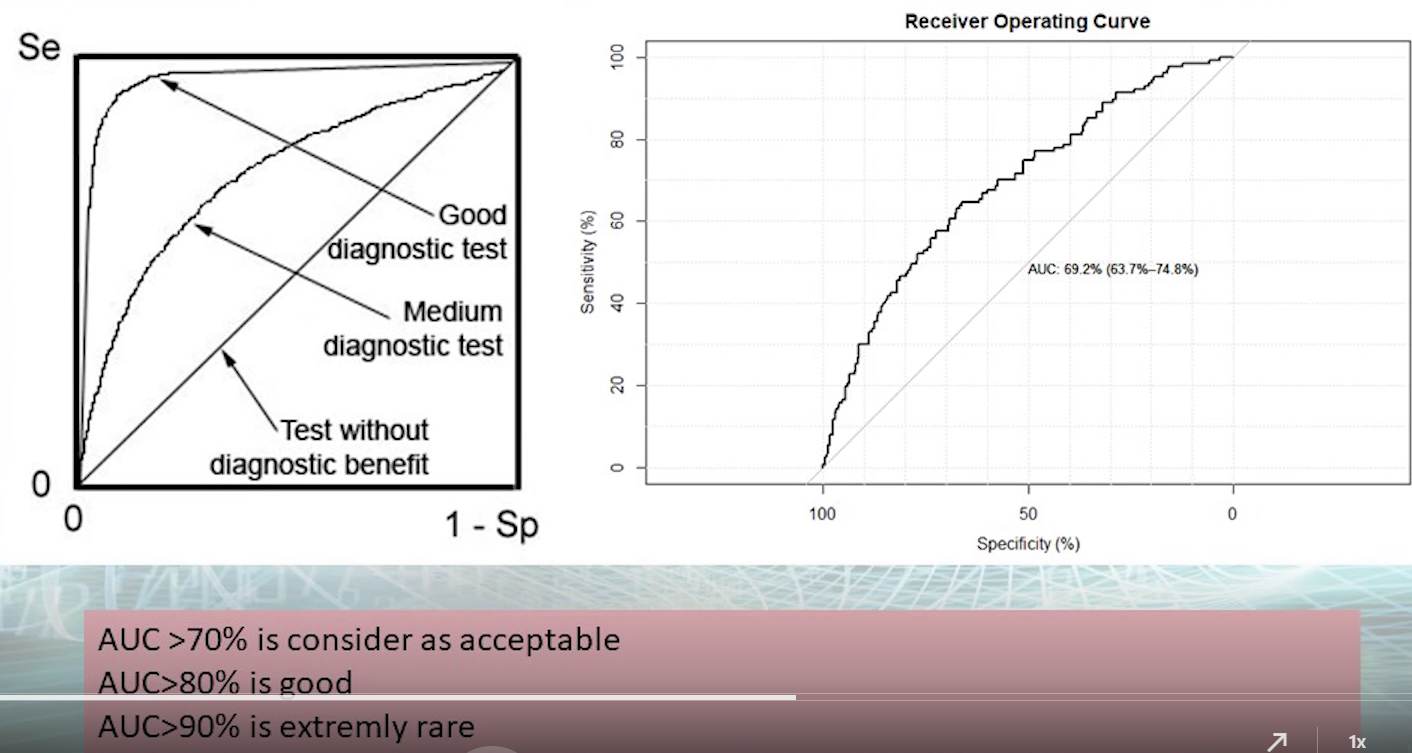 Se
Good
diagnostic test
Medium
diagnostic test
Test without
diagnostic benefit
0
0
1 - Sp
Receiver Operating Curve
Sensitivity (%)
100
80
60
40
20
0
AUC: 69.2% (63.7%–74.8%)
100
50
0
Specificity (%)
AUC >70% is consider as acceptable
AUC>80% is good
AUC>90% is extremly rare
1x